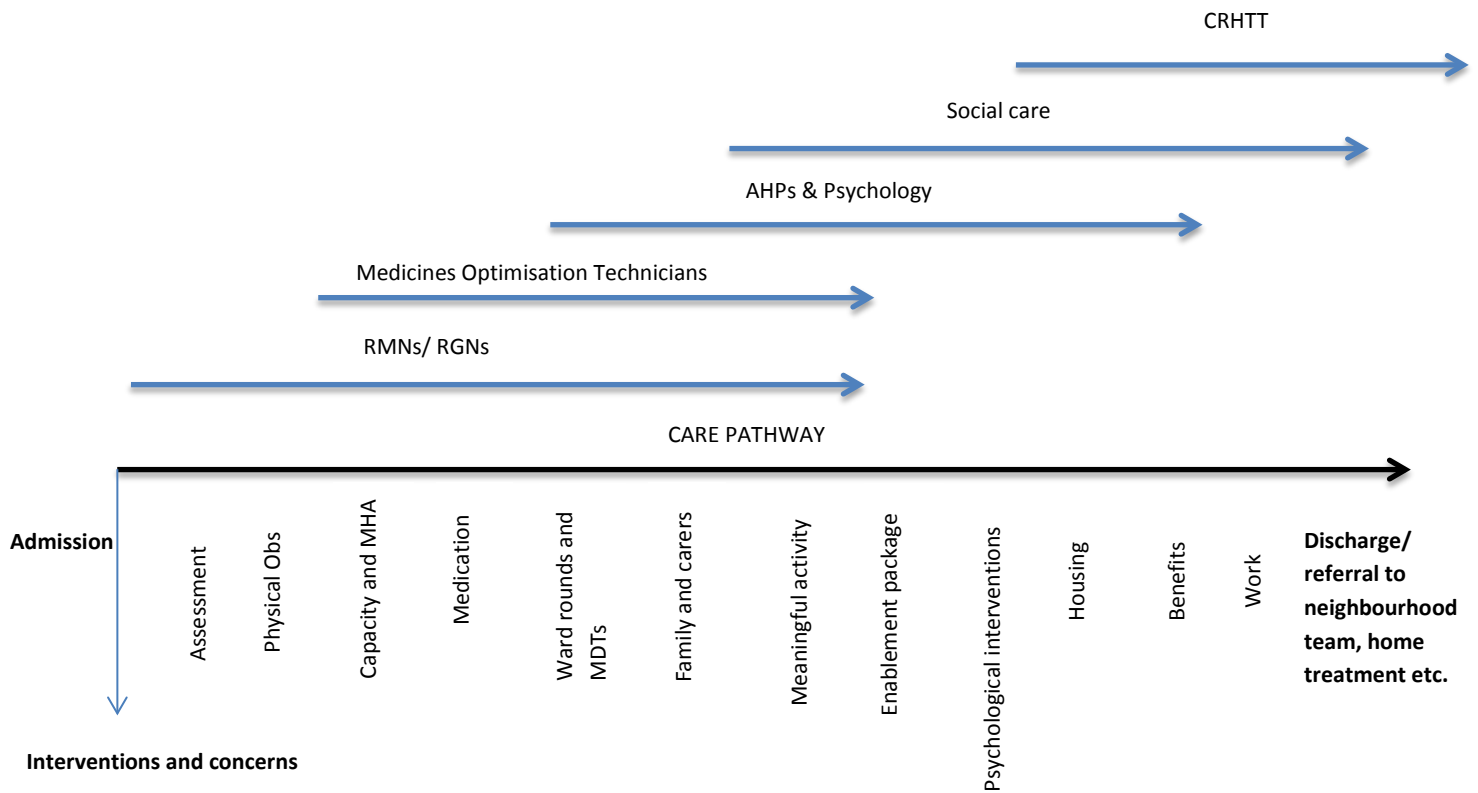 CRHTT
Social care
AHPs & Psychology
Medicines Optimisation Technicians
RMNs/ RGNs
CARE PATHWAY
Admission
Assessment
Physical Obs
Capacity and MHA
Medication
Ward rounds and
MDTs
Family and carers
Meaningful activity
Enablement package
Psychological interventions
Housing
Benefits
Work
Discharge/
referral to
neighbourhood
team, home
treatment etc.
Interventions and concerns